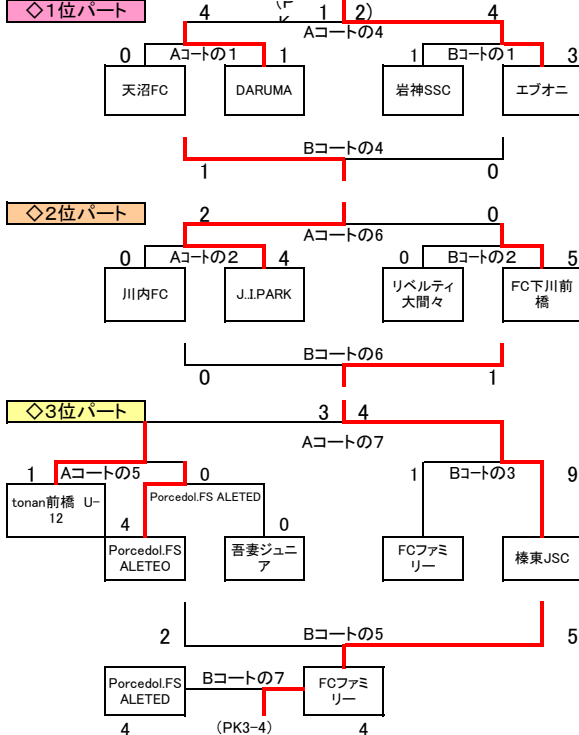 ◇1位パート
4 (P K 1 2) 4
Aコートの4
0 Aコートの1 1 1 Bコートの1 3
天沼FC DARUMA 岩神SSC エブオニ
Bコートの4
1 0
◇2位パート 2 0
Aコートの6
0 Aコートの2 4 0 Bコートの2 5
川内FC J.I.PARK リベルティ FC下川前
大間々 橋
Bコートの6
0 1
◇3位パート 3 4
Aコートの7
1 Aコートの5 0 1 Bコートの3 9
tonan前橋 U- Porcedol.FS ALETED
12 4 0
Porcedol.FS 吾妻ジュニ FCファミ 榛東JSC
ALETEO ア リー
2 Bコートの5 5
Porcedol.FS Bコートの7 FCファミ
ALETED リー
4 (PK3-4) 4